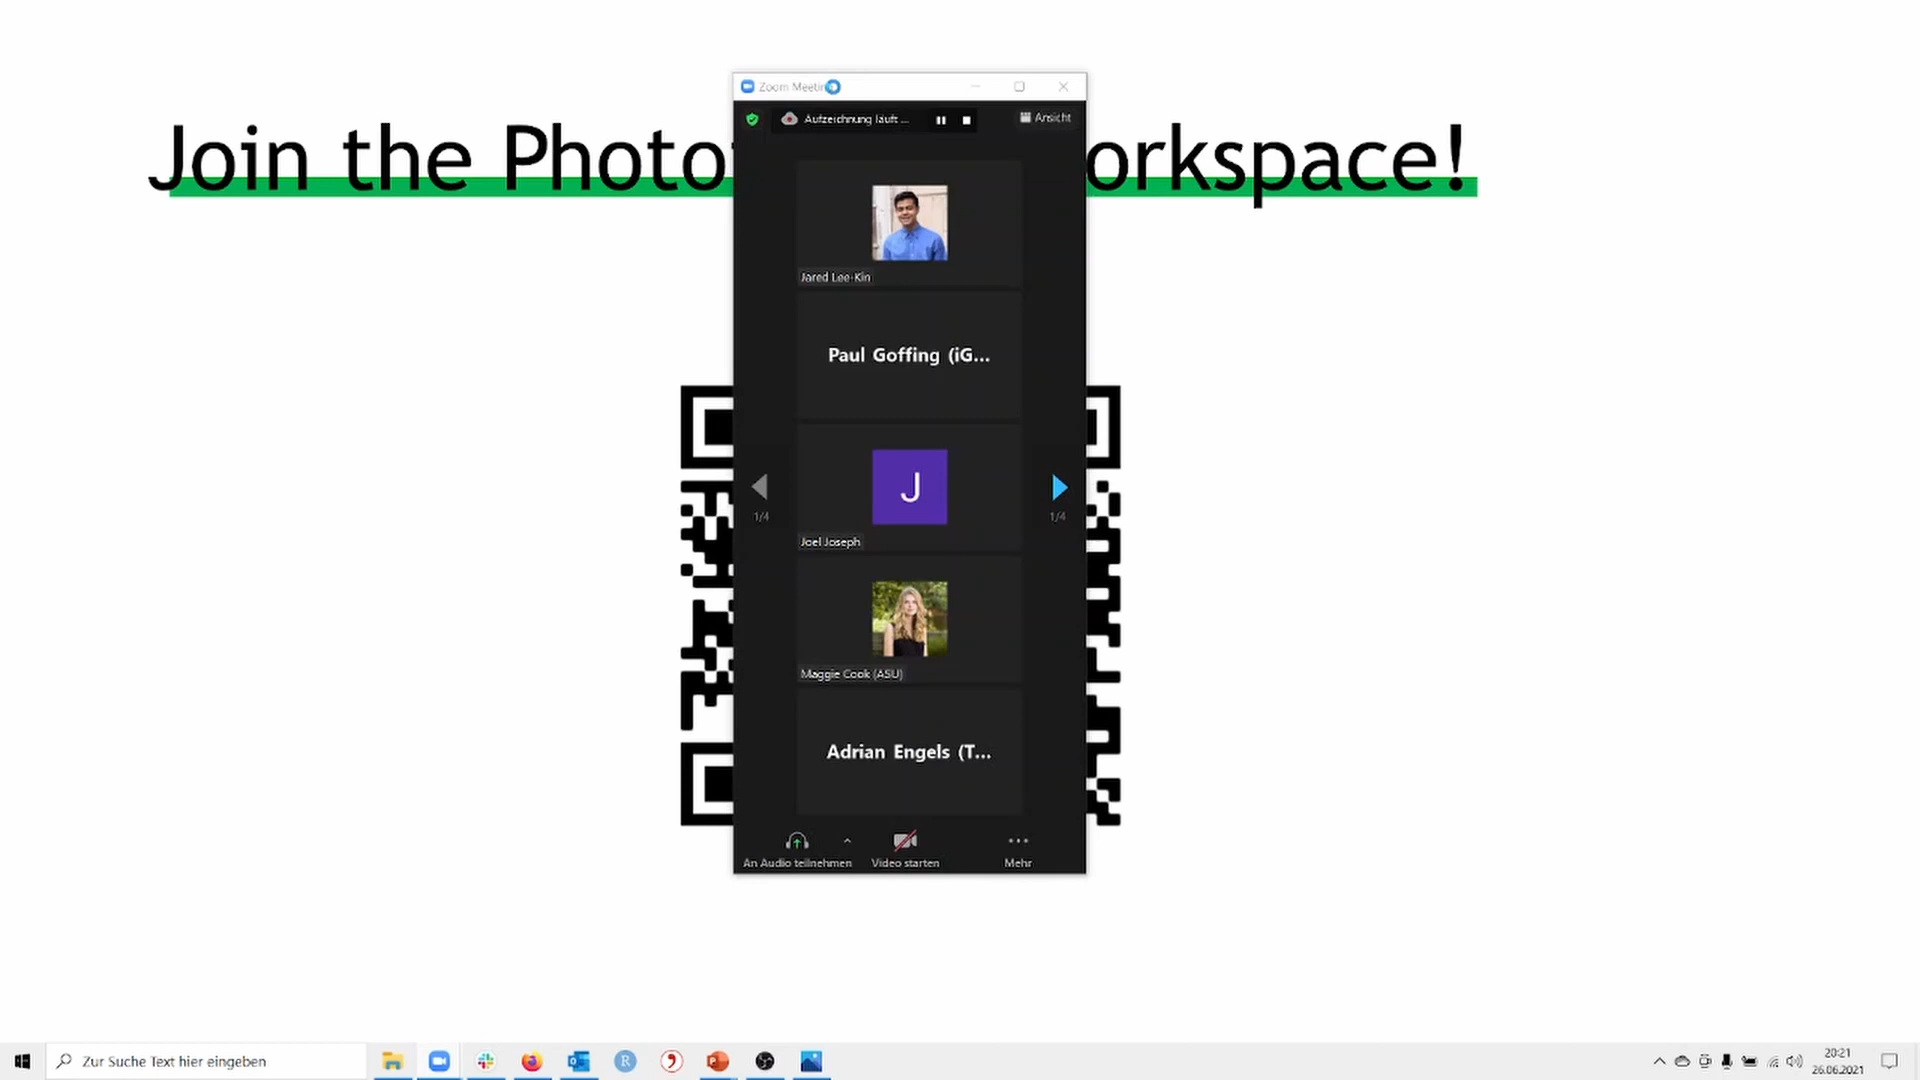 Join the Photo
orkspace!
Zoom Meetin
Aufzeichnung läuft ...
Ansicht
Jared Lee-Kin
Paul Goffing (iG...
J
1/4
1/4
Joel Joseph
Maggie Cook (ASU)
Adrian Engels (T...
An Audio teilnehmen
Video starten
Mehr
Zur Suche Text hier eingeben
20:21
26.06.2021